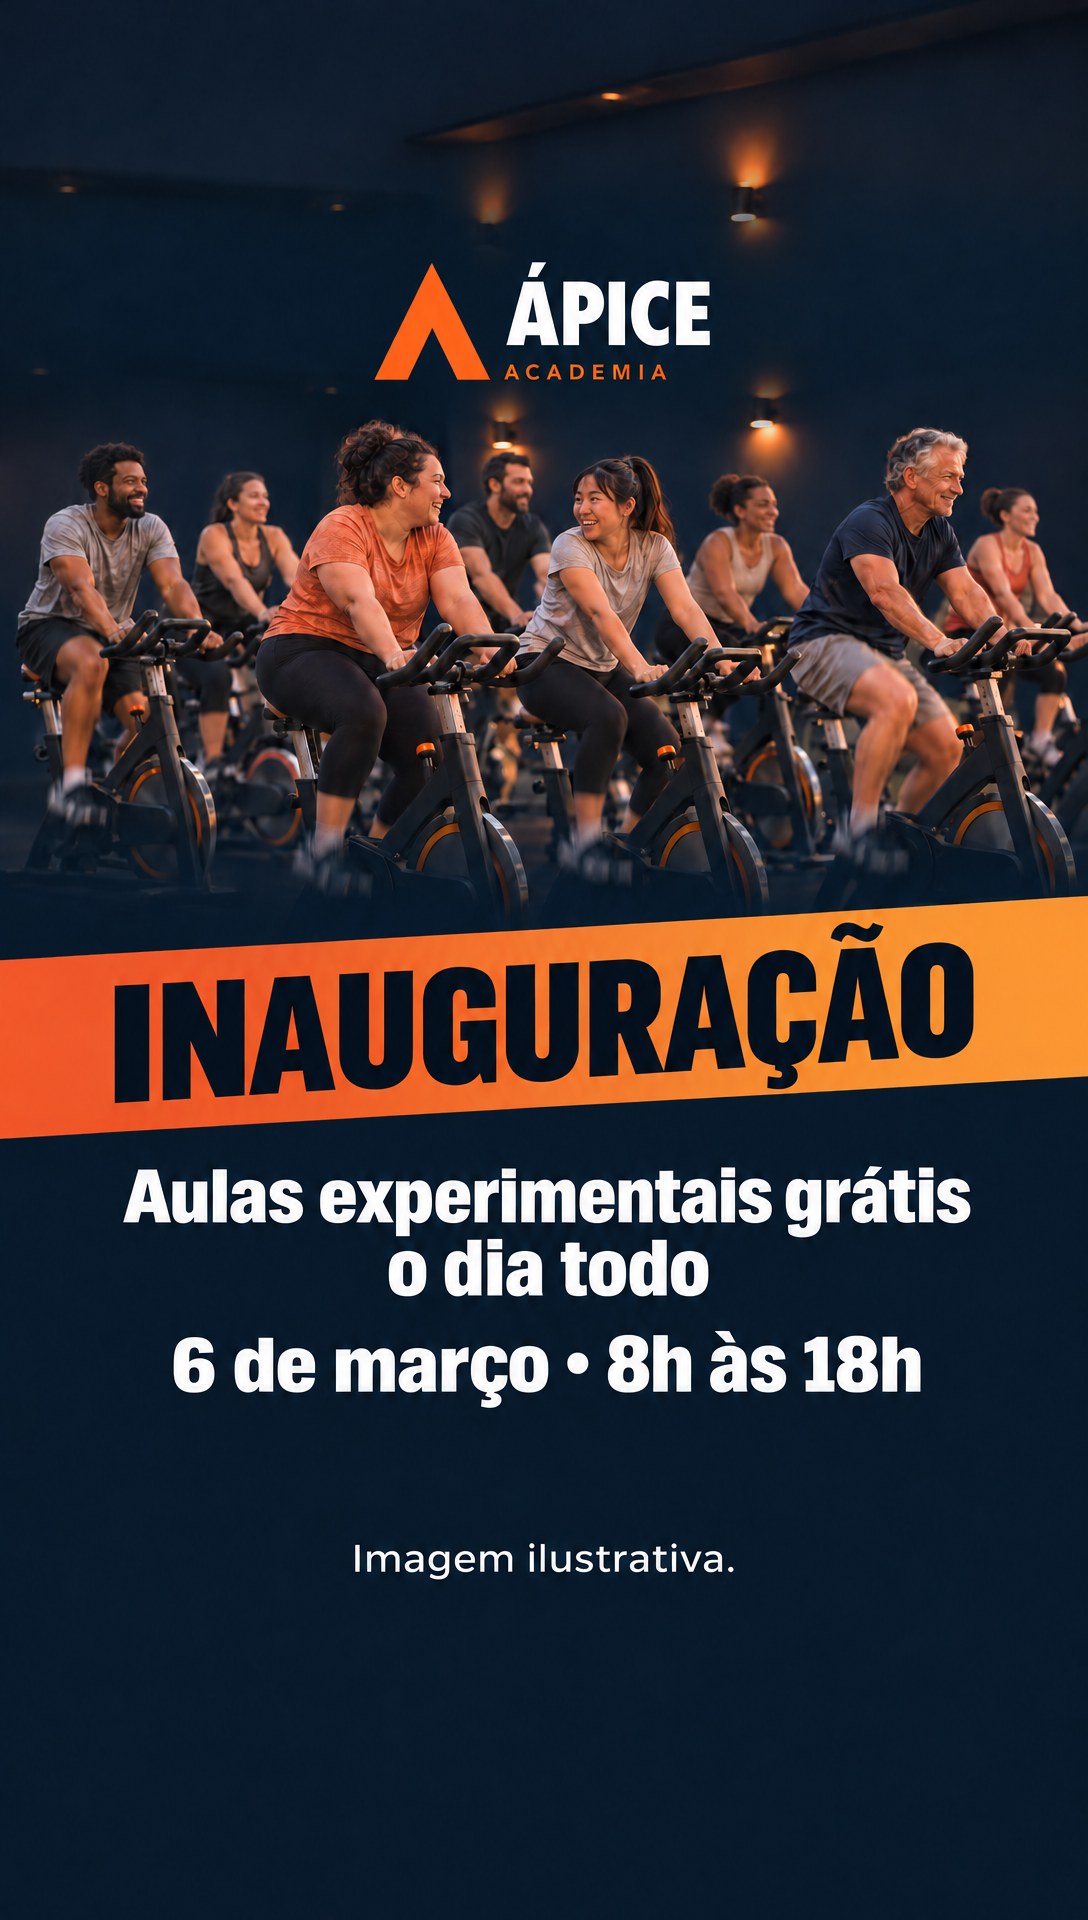 ÁPICE
ACADEMIA
INAUGURAÇÃO
Aulas experimentais grátis
o dia todo
6 de março • 8h às 18h
Imagem ilustrativa.